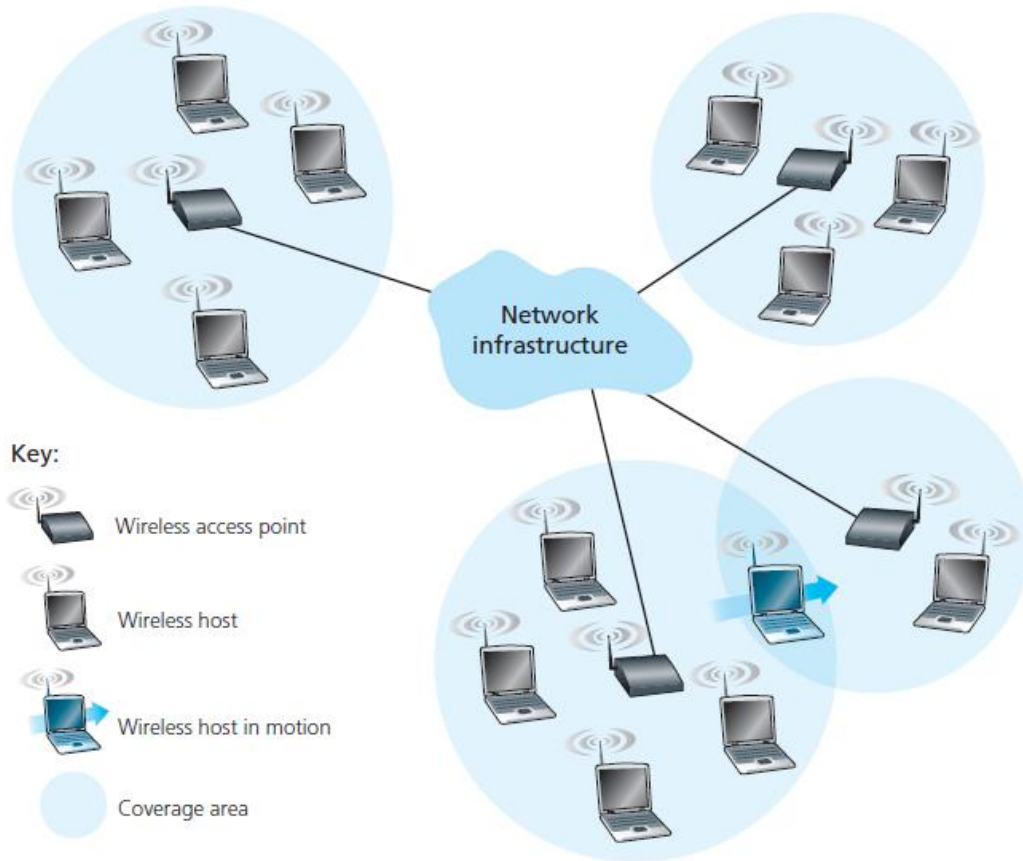 Network
infrastructure
Key:
Wireless access point
Wireless host
Wireless host in motion
Coverage area